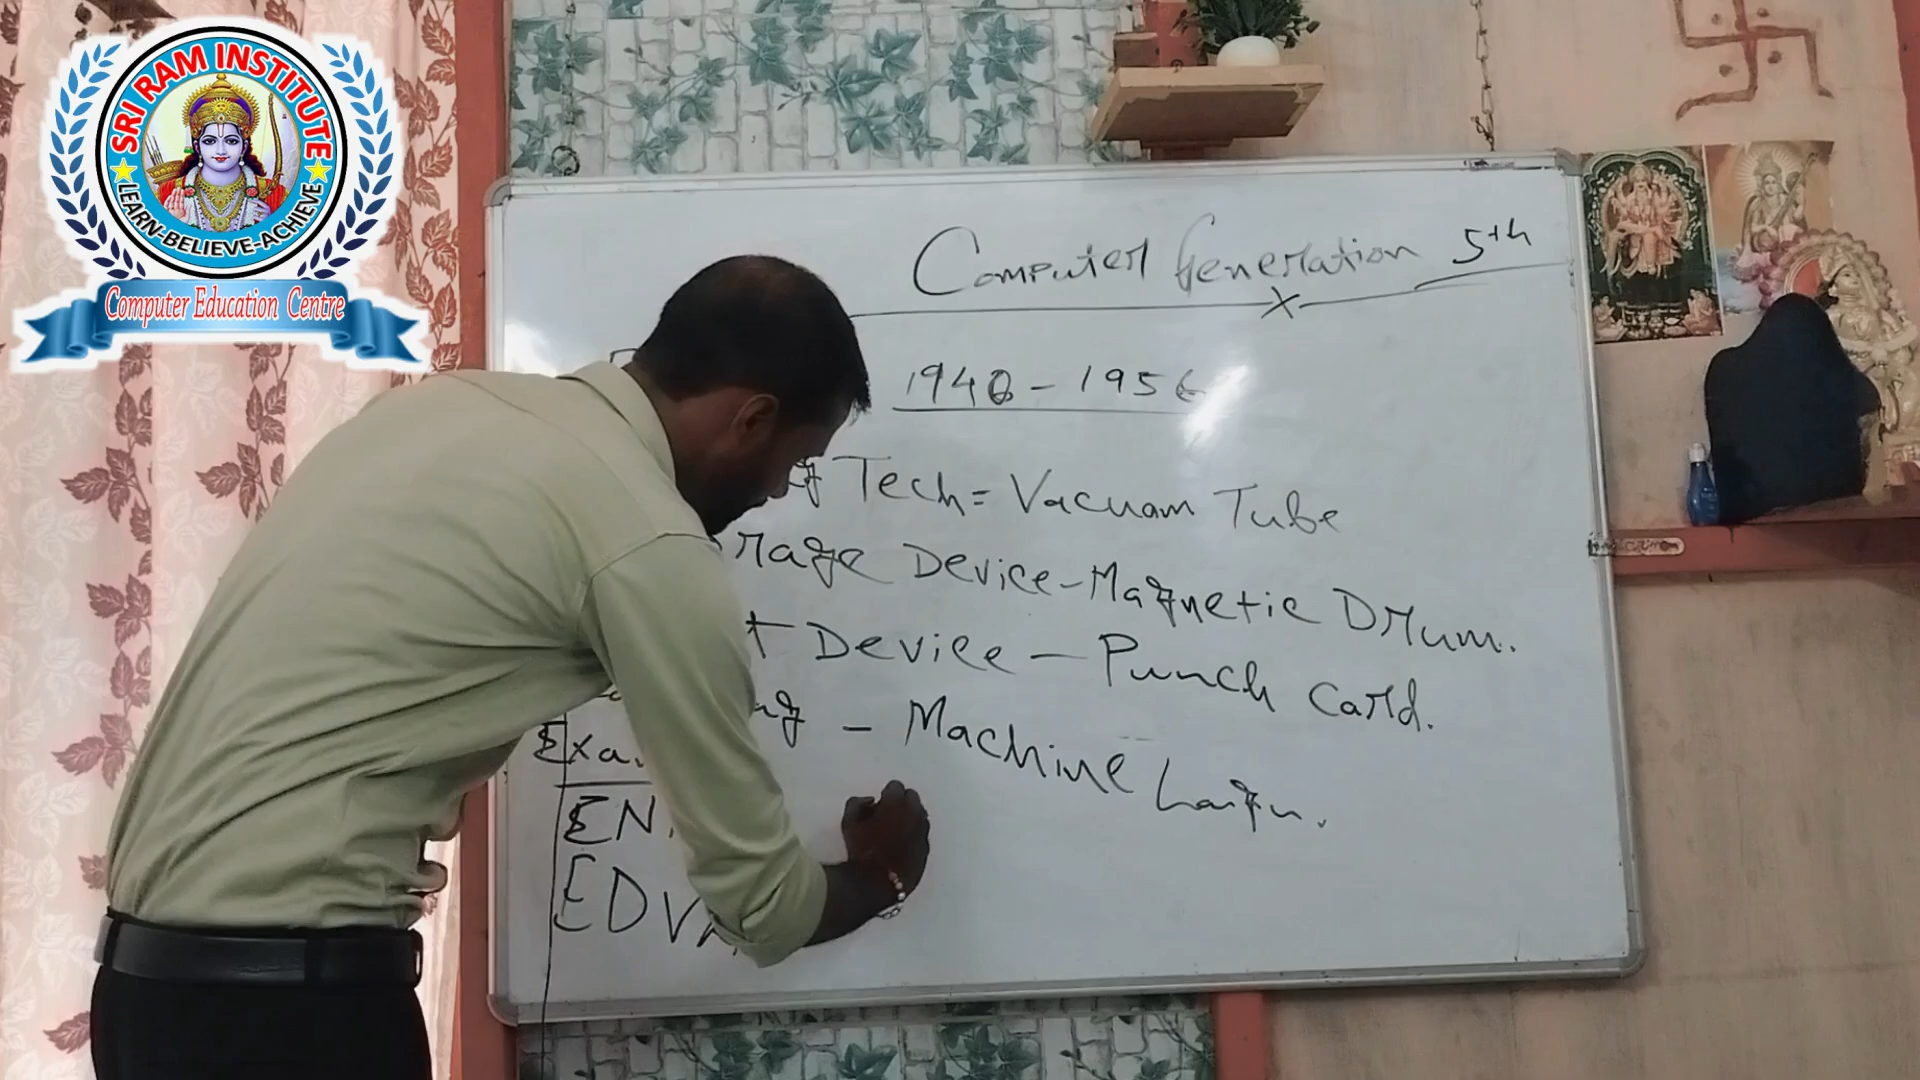 SRI RAM INSTITUTE
LEARN-BELIEVE-ACHIEVE
Computer Education Centre
Computer Generation 5th
1940 - 1956
Tech = Vacuam Tube
Device - Magnetic Drum.
Device - Punch Card.
- Machine Langu.
Exa
EN
EDVA